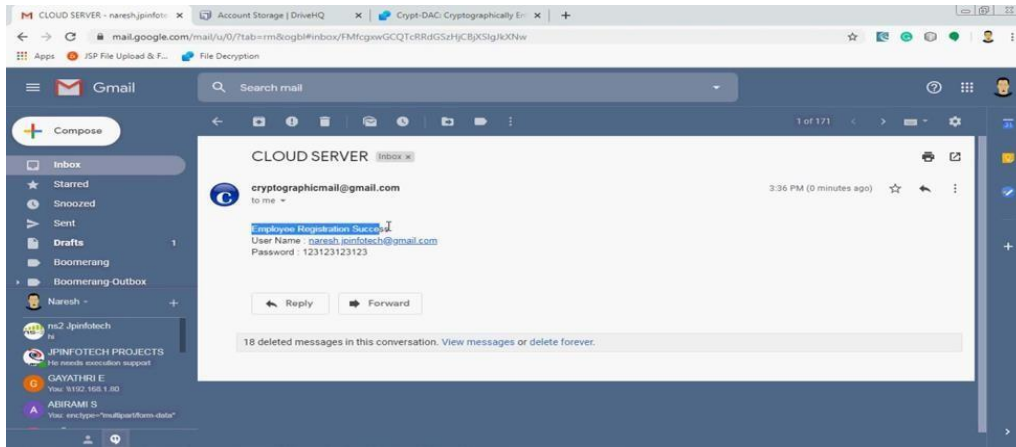 CLOUD SERVER - naresh.jpinfote
Account Storage | DriveHQ
Crypt-DAC: Cryptographically En
mail.google.com/mail/u/0/?tab=rm&ogbl#inbox/FMfcgxwGCQTcRRdGSzHjCBjXSlgJkXNw
Apps
JSP File Upload & F...
File Decryption
Gmail
Search mail
Compose
1 of 171
Inbox
Starred
Snoozed
Sent
Drafts 1
Boomerang
Boomerang-Outbox
Naresh
CLOUD SERVER Inbox x
cryptographicmail@gmail.com 3:36 PM (0 minutes ago)
to me
Employee Registration Success
User Name : naresh.jpinfotech@gmail.com
Password : 123123123123
Reply
Forward
18 deleted messages in this conversation. View messages or delete forever.
ns2 Jpinfotech
hi
JPINFOTECH PROJECTS
He needs execution support
GAYATHRI E
You: \\192.168.1.80
ABIRAMI S
You: enctype="multipart/form-data"